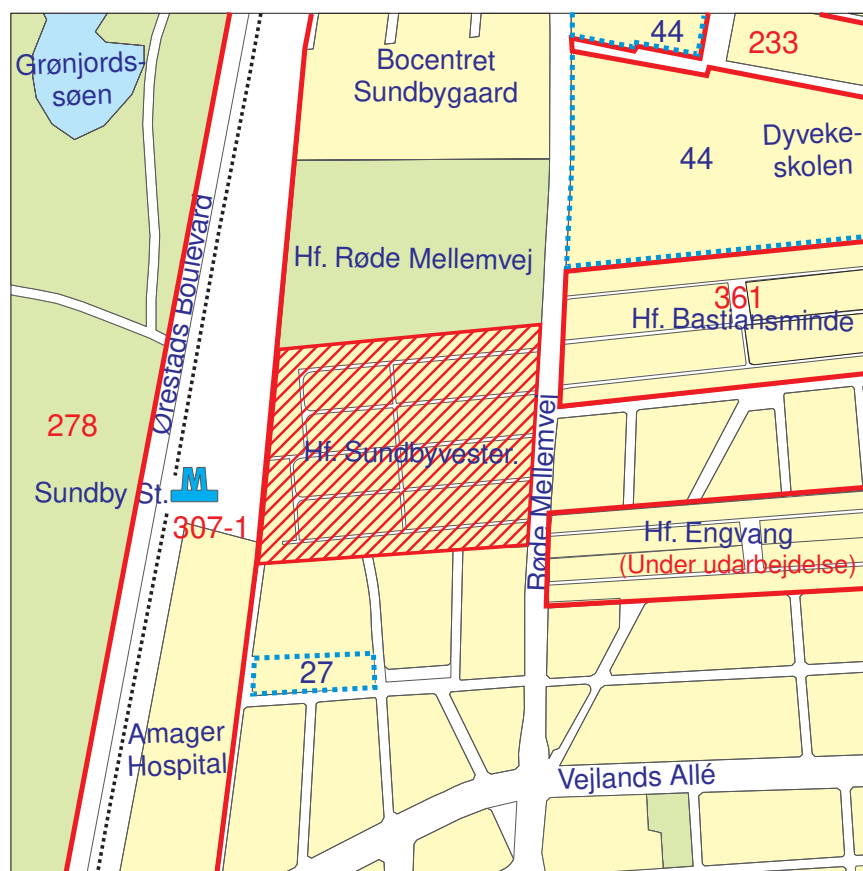 Grønjords-
søen
Bocentret
Sundbygaard
44
233
44
Dyveke-
skolen
Ørestads Boulevard
Hf. Røde Mellemvej
361
Hf. Bastiansminde
278
Hf. Sundbyvester.
Røde Mellemvej
M
Sundby St.
307-1
Hf. Engvang
(Under udarbejdelse)
27
Amager
Hospital
Vejlands Allé